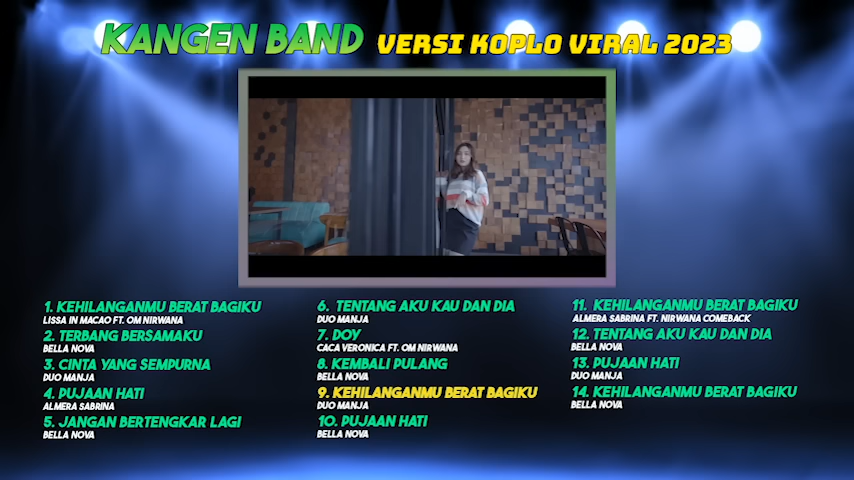 KANGEN BAND VERSI KOPLO VIRAL 2023
1. KEHILANGANMU BERAT BAGIKU
LISSA IN MACAO FT. OM NIRWANA
2. TERBANG BERSAMAKU
BELLA NOVA
3. CINTA YANG SEMPURNA
DUO MANJA
4. PUJAAN HATI
ALMERA SABRINA
5. JANGAN BERTENGKAR LAGI
BELLA NOVA
6. TENTANG AKU KAU DAN DIA
DUO MANJA
7. DOY
CACA VERONICA FT. OM NIRWANA
8. KEMBALI PULANG
BELLA NOVA
9. KEHILANGANMU BERAT BAGIKU
DUO MANJA
10. PUJAAN HATI
BELLA NOVA
11. KEHILANGANMU BERAT BAGIKU
ALMERA SABRINA FT. NIRWANA COMEBACK
12. TENTANG AKU KAU DAN DIA
BELLA NOVA
13. PUJAAN HATI
DUO MANJA
14. KEHILANGANMU BERAT BAGIKU
BELLA NOVA